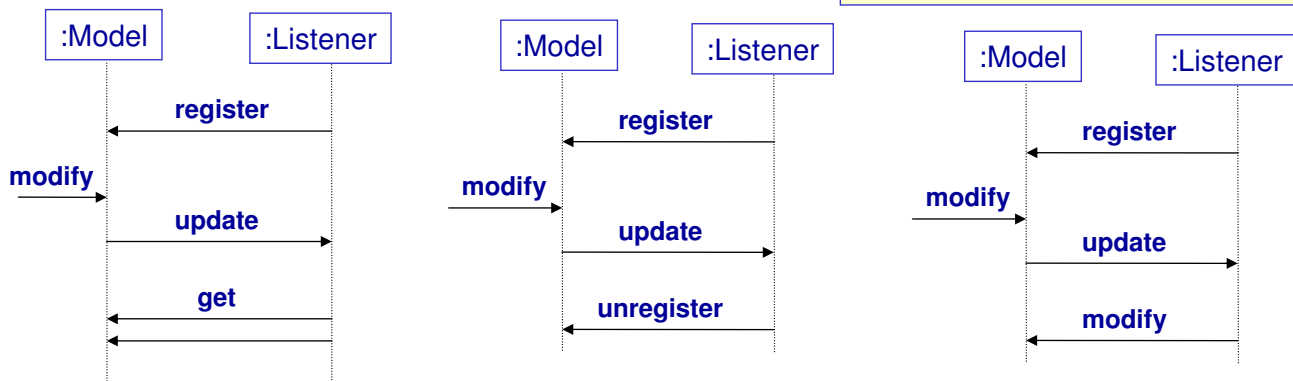 :Model
:Listener
register
modify
update
get
:Model
:Listener
register
modify
update
unregister
:Model
:Listener
register
modify
update
modify